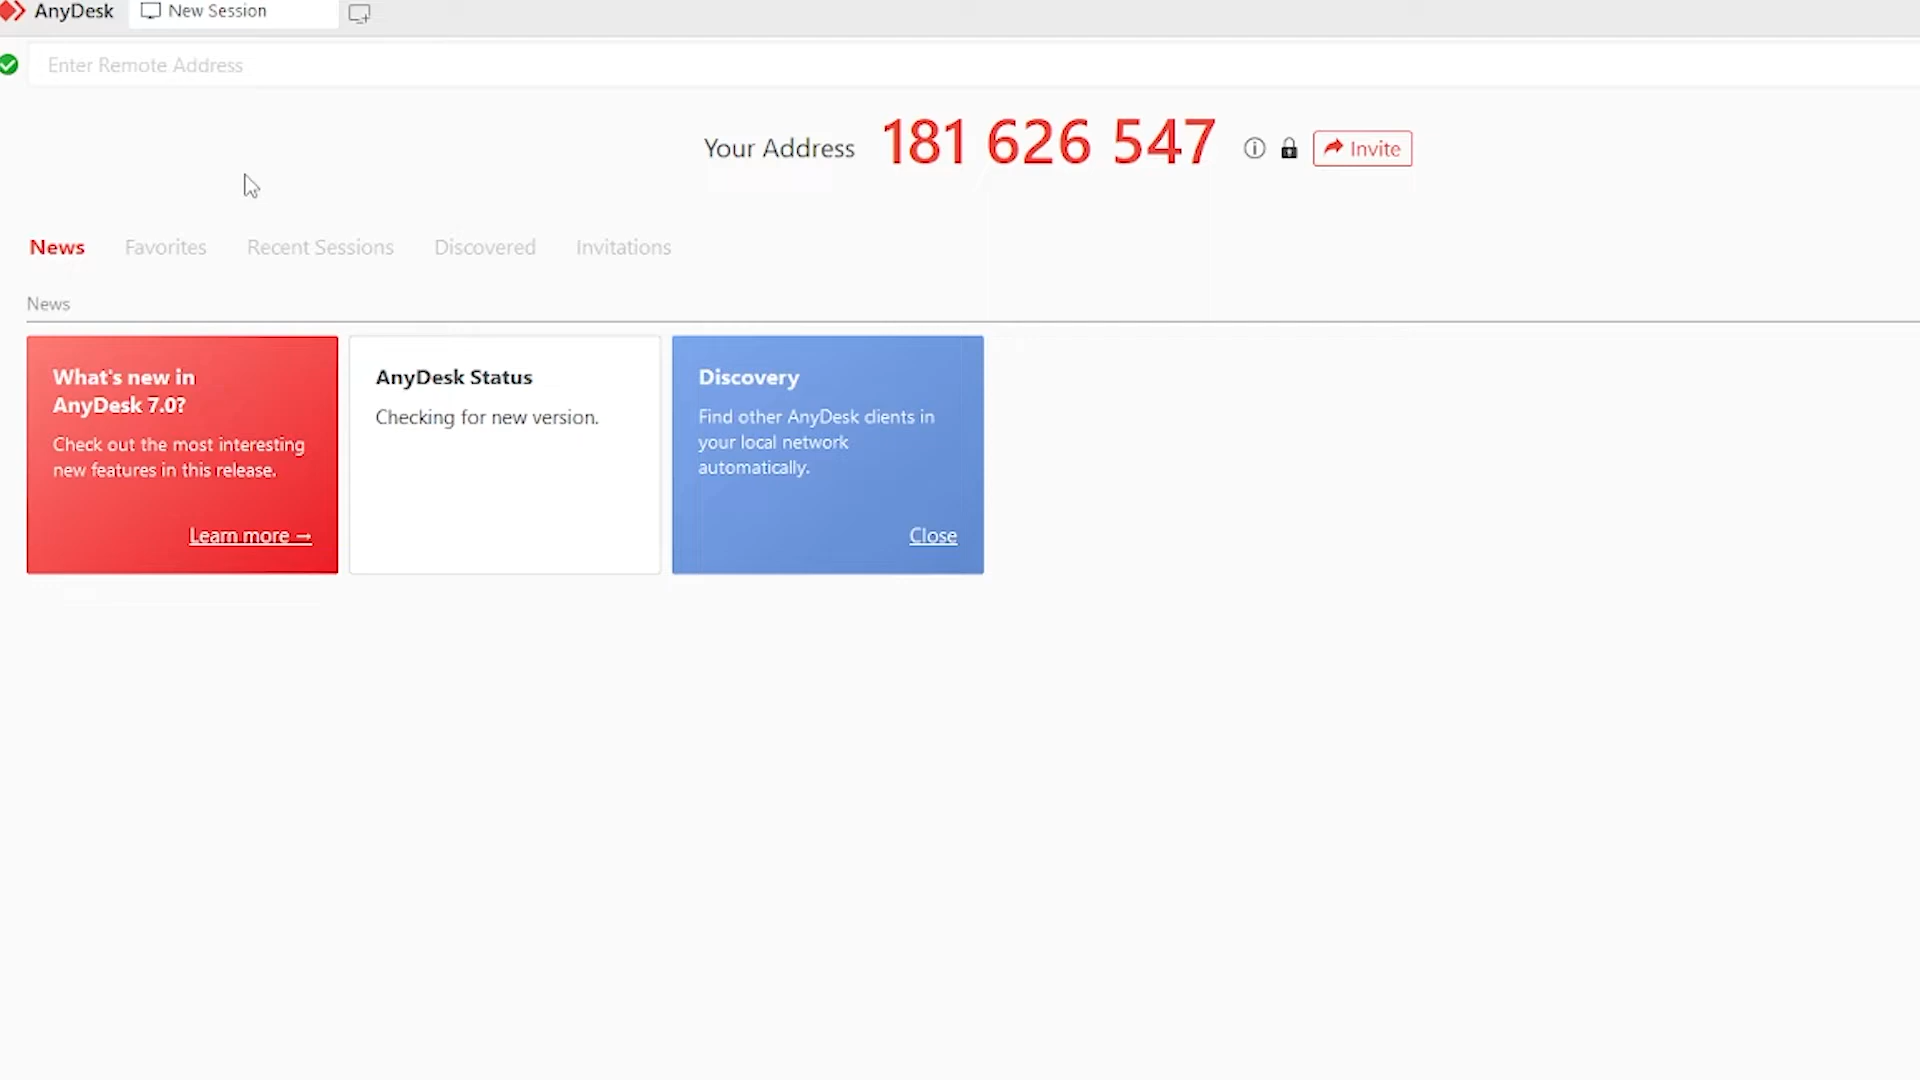 AnyDesk
New Session
Enter Remote Address
Your Address 181 626 547 Invite
News Favorites Recent Sessions Discovered Invitations
News
What's new in
AnyDesk 7.0?
Check out the most interesting
new features in this release.
Learn more →
AnyDesk Status
Checking for new version.
Discovery
Find other AnyDesk clients in
your local network
automatically.
Close